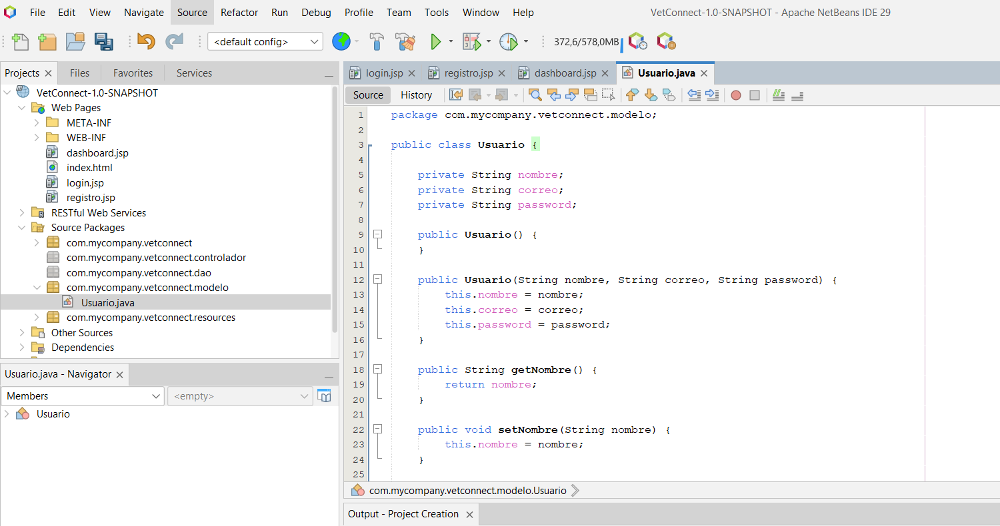 File Edit View Navigate Source Refactor Run Debug Profile Team Tools Window Help VetConnect-1.0-SNAPSHOT - Apache NetBeans IDE 29
<default config> 372,6/578,0MB
Projects Files Favorites Services
VetConnect-1.0-SNAPSHOT
Web Pages
META-INF
WEB-INF
dashboard.jsp
index.html
login.jsp
registro.jsp
RESTful Web Services
Source Packages
com.mycompany.vetconnect
com.mycompany.vetconnect.controlador
com.mycompany.vetconnect.dao
com.mycompany.vetconnect.modelo
Usuario.java
com.mycompany.vetconnect.resources
Other Sources
Dependencies
Usuario.java - Navigator
Members <empty>
Usuario
login.jsp registro.jsp dashboard.jsp Usuario.java
Source History
1 package com.mycompany.vetconnect.modelo;
2
3 public class Usuario {
4
5 private String nombre;
6 private String correo;
7 private String password;
8
9 public Usuario() {
10 }
11
12 public Usuario(String nombre, String correo, String password) {
13 this.nombre = nombre;
14 this.correo = correo;
15 this.password = password;
16 }
17
18 public String getNombre() {
19 return nombre;
20 }
21
22 public void setNombre(String nombre) {
23 this.nombre = nombre;
24 }
25
com.mycompany.vetconnect.modelo.Usuario
Output - Project Creation